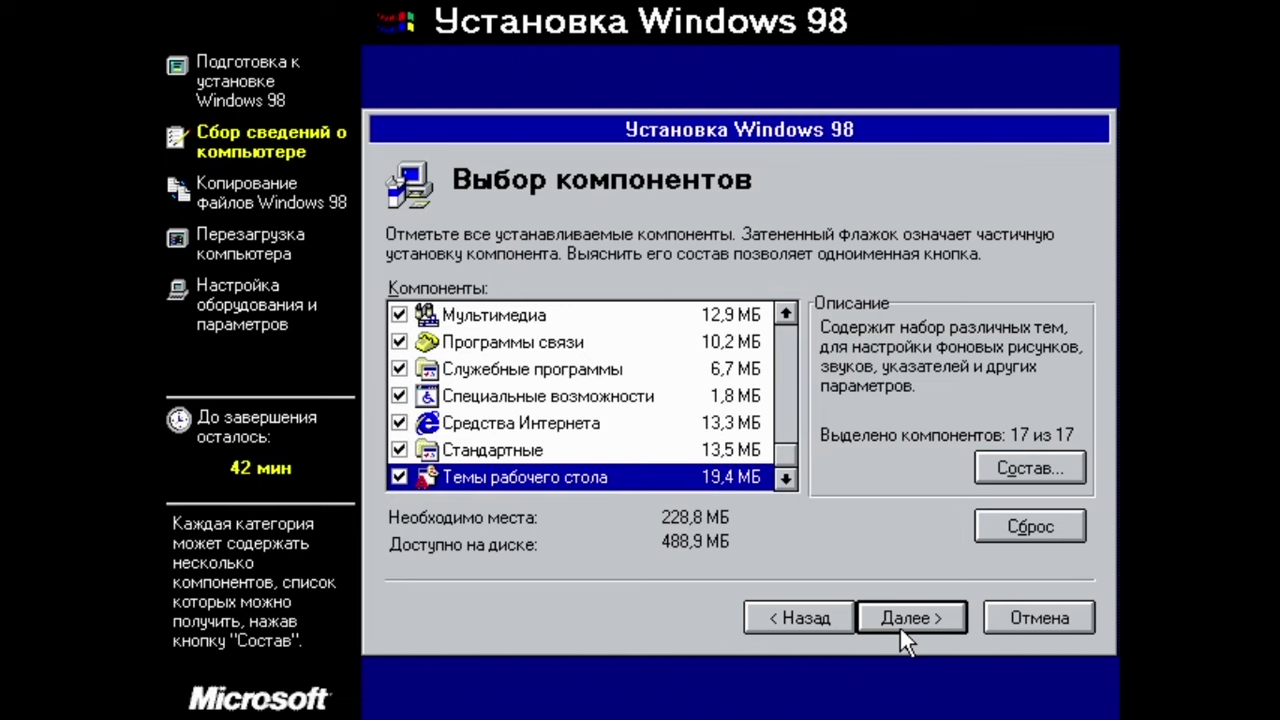 Установка Windows 98
Подготовка к
установке
Windows 98
Сбор сведений о
компьютере
Копирование
файлов Windows 98
Перезагрузка
компьютера
Настройка
оборудования и
параметров
До завершения
осталось:
42 мин
Каждая категория
может содержать
несколько
компонентов, список
которых можно
получить, нажав
кнопку "Состав".
Microsoft
Установка Windows 98
Выбор компонентов
Отметьте все устанавливаемые компоненты. Затененный флажок означает частичную
установку компонента. Выяснить его состав позволяет одноименная кнопка.
Компоненты:
Мультимедиа 12,9 МБ
Программы связи 10,2 МБ
Служебные программы 6,7 МБ
Специальные возможности 1,8 МБ
Средства Интернета 13,3 МБ
Стандартные 13,5 МБ
Темы рабочего стола 19,4 МБ
Описание
Содержит набор различных тем,
для настройки фоновых рисунков,
звуков, указателей и других
параметров.
Выделено компонентов: 17 из 17
Состав...
Необходимо места: 228,8 МБ
Доступно на диске: 488,9 МБ
Сброс
< Назад
Далее >
Отмена